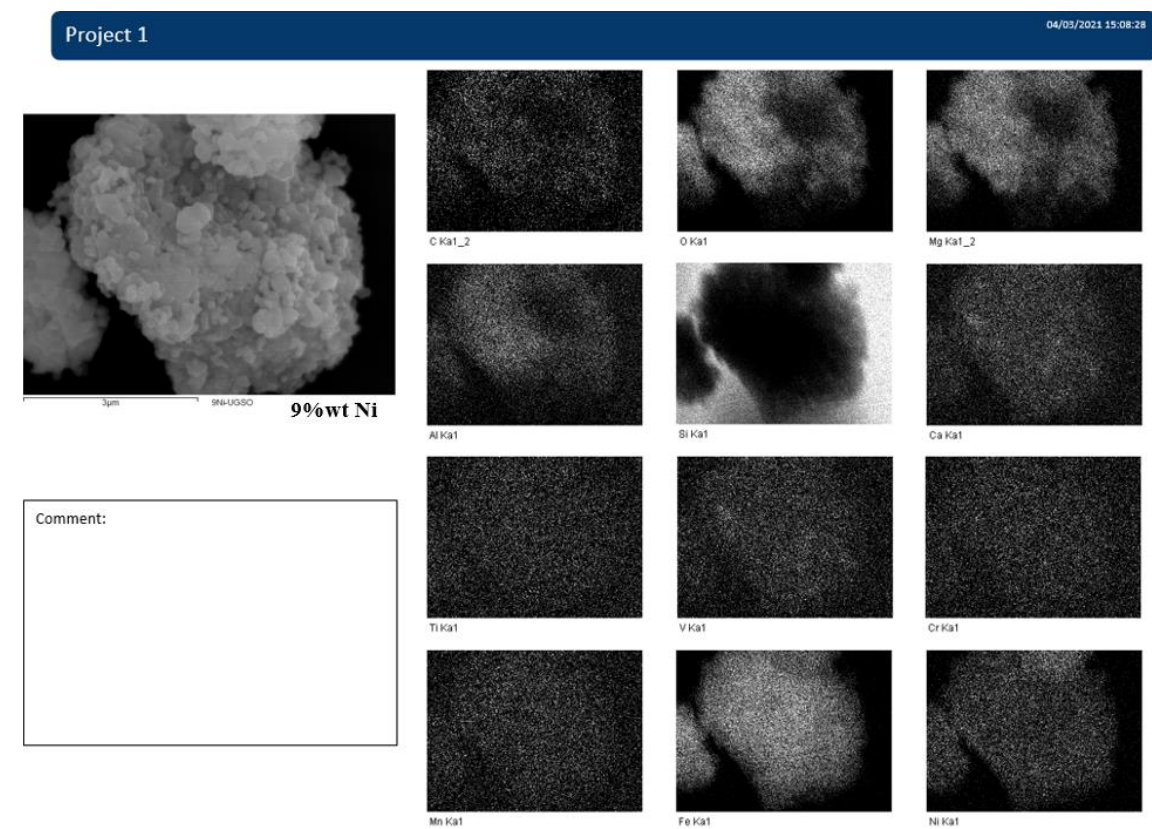 Project 1
04/03/2021 15:08:28
C Ka1_2
O Ka1
Mg Ka1_2
3µm
9Ni-UGSO
9%wt Ni
Al Ka1
Si Ka1
Ca Ka1
Comment:
Ti Ka1
V Ka1
Cr Ka1
Mn Ka1
Fe Ka1
Ni Ka1